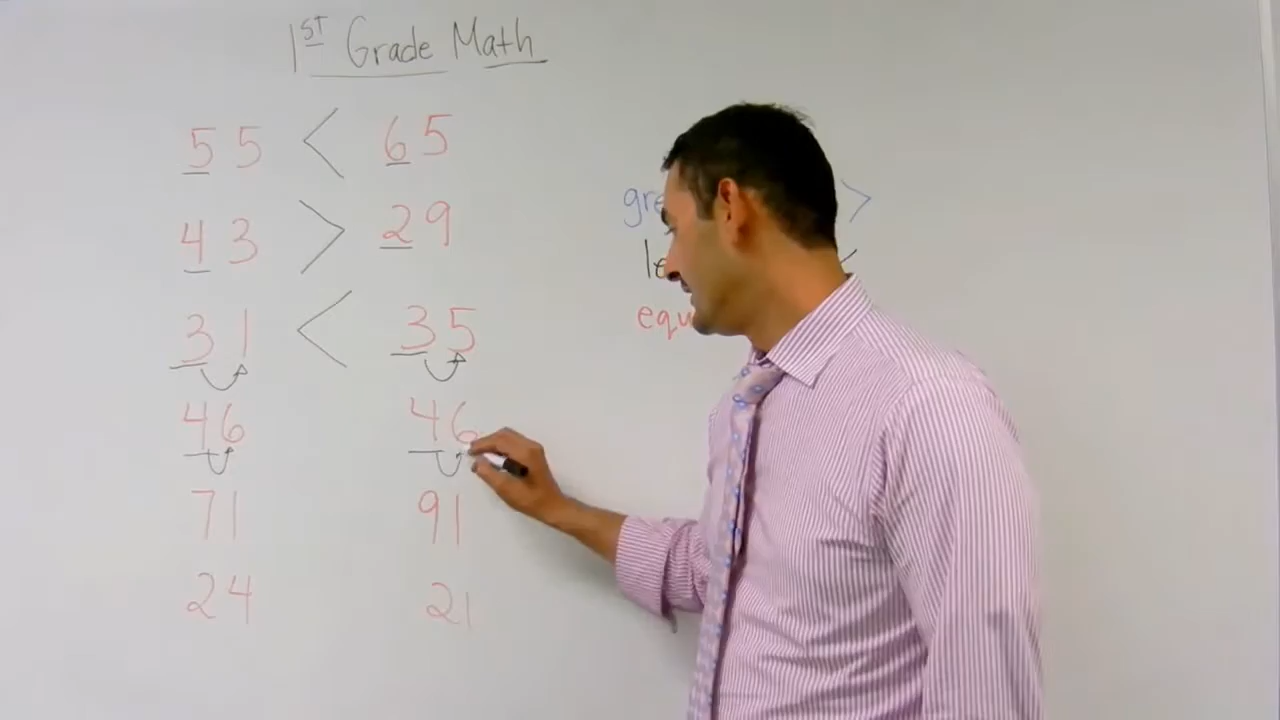 1ST Grade Math
55 < 65
43 > 29
31 < 35
46 46
71 91
24 21
>